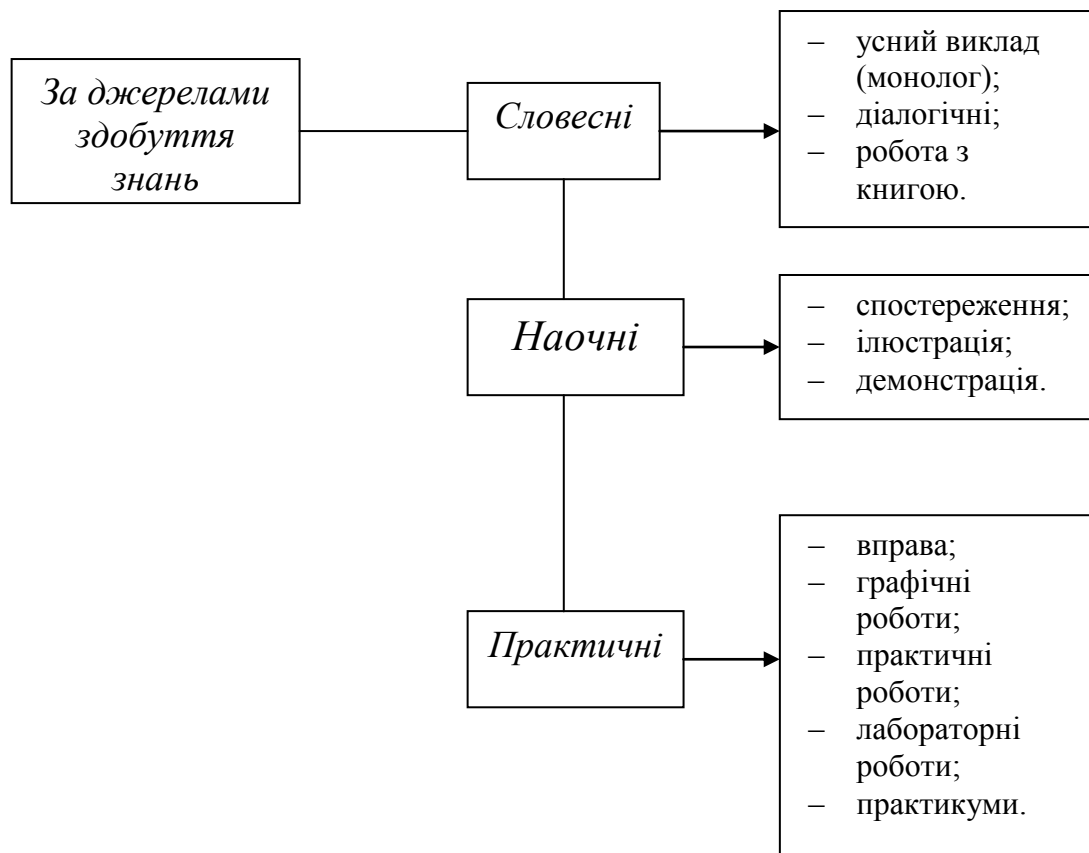 За джерелами
здобуття
знань
Словесні
– усний виклад
(монолог);
– діалогічні;
– робота з
книгою.
Наочні
– спостереження;
– ілюстрація;
– демонстрація.
Практичні
– вправа;
– графічні
роботи;
– практичні
роботи;
– лабораторні
роботи;
– практикуми.